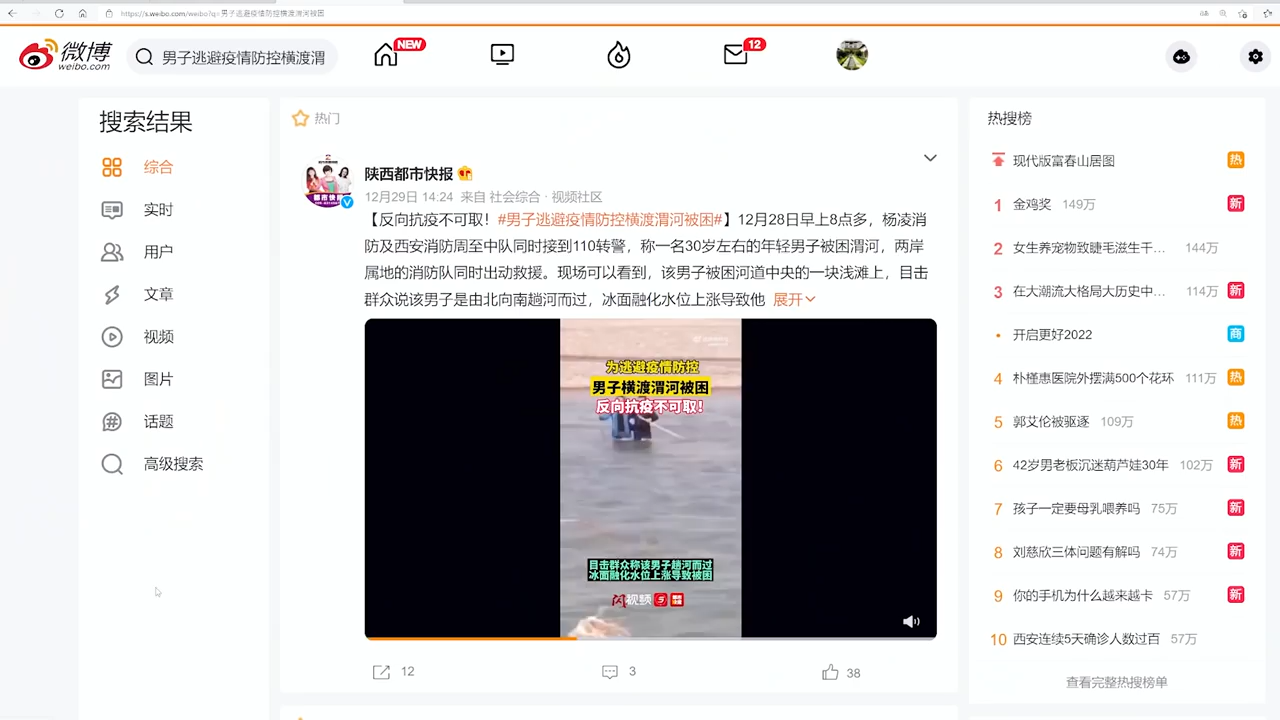 https://s.weibo.com/weibo?q=男子逃避疫情防控横渡渭河被困
微博
weibo.com
男子逃避疫情防控横渡渭
NEW
12
搜索结果
综合
实时
用户
文章
视频
图片
话题
高级搜索
热门
陕西都市快报
12月29日 14:24 来自 社会综合 · 视频社区
【反向抗疫不可取！#男子逃避疫情防控横渡渭河被困#】12月28日早上8点多，杨凌消
防及西安消防周至中队同时接到110转警，称一名30岁左右的年轻男子被困渭河，两岸
属地的消防队同时出动救援。现场可以看到，该男子被困河道中央的一块浅滩上，目击
群众说该男子是由北向南趟河而过，冰面融化水位上涨导致他 展开
为逃避疫情防控
男子横渡渭河被困
反向抗疫不可取!
目击群众称该男子趟河而过
冰面融化水位上涨导致被困
闪视频
12
3
38
热搜榜
现代版富春山居图 热
1 金鸡奖 149万 新
2 女生养宠物致睫毛滋生千... 144万
3 在大潮流大格局大历史中... 114万 新
• 开启更好2022 商
4 朴槿惠医院外摆满500个花环 111万 热
5 郭艾伦被驱逐 109万 热
6 42岁男老板沉迷葫芦娃30年 102万 新
7 孩子一定要母乳喂养吗 75万 新
8 刘慈欣三体问题有解吗 74万 新
9 你的手机为什么越来越卡 57万 新
10 西安连续5天确诊人数过百 57万
查看完整热搜榜单